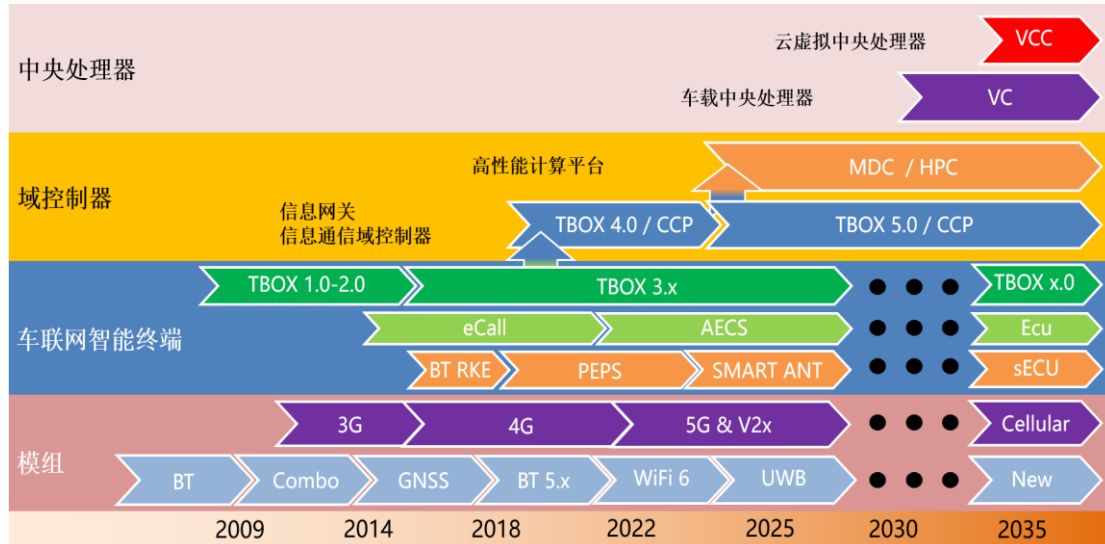 云虚拟中央处理器 VCC
中央处理器
车载中央处理器 VC
高性能计算平台 MDC / HPC
域控制器
信息网关
信息通信域控制器
TBOX 4.0 / CCP TBOX 5.0 / CCP
TBOX 1.0-2.0 TBOX 3.x TBOX x.0
车联网智能终端
eCall AECS Ecu
BT RKE PEPS SMART ANT sECU
3G 4G 5G & V2x Cellular
模组
BT Combo GNSS BT 5.x WiFi 6 UWB New
2009 2014 2018 2022 2025 2030 2035